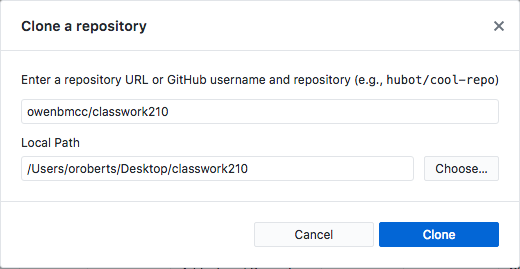 Clone a repository
Enter a repository URL or GitHub username and repository (e.g., hubot/cool-repo)
owenbmcc/classwork210
Local Path
/Users/oroberts/Desktop/classwork210
Choose...
Cancel
Clone